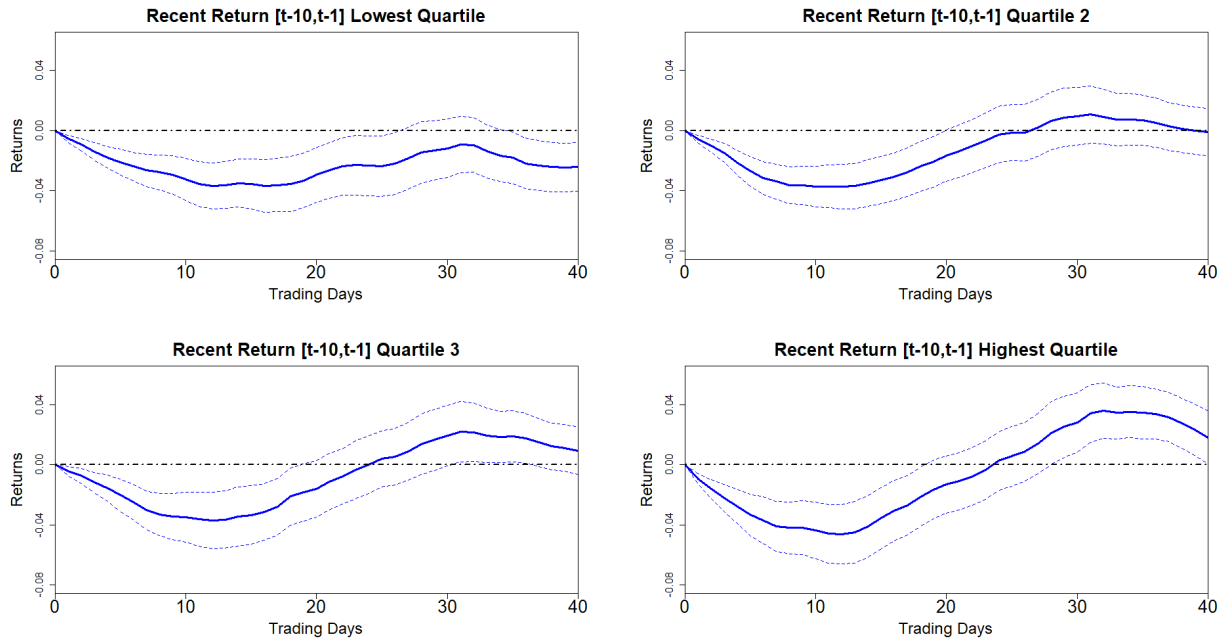 Recent Return [t-10,t-1] Lowest Quartile
Returns
0.04
0.00
-0.04
-0.08
0 10 20 30 40
Trading Days
Recent Return [t-10,t-1] Quartile 2
Returns
0.04
0.00
-0.04
-0.08
0 10 20 30 40
Trading Days
Recent Return [t-10,t-1] Quartile 3
Returns
0.04
0.00
-0.04
-0.08
0 10 20 30 40
Trading Days
Recent Return [t-10,t-1] Highest Quartile
Returns
0.04
0.00
-0.04
-0.08
0 10 20 30 40
Trading Days